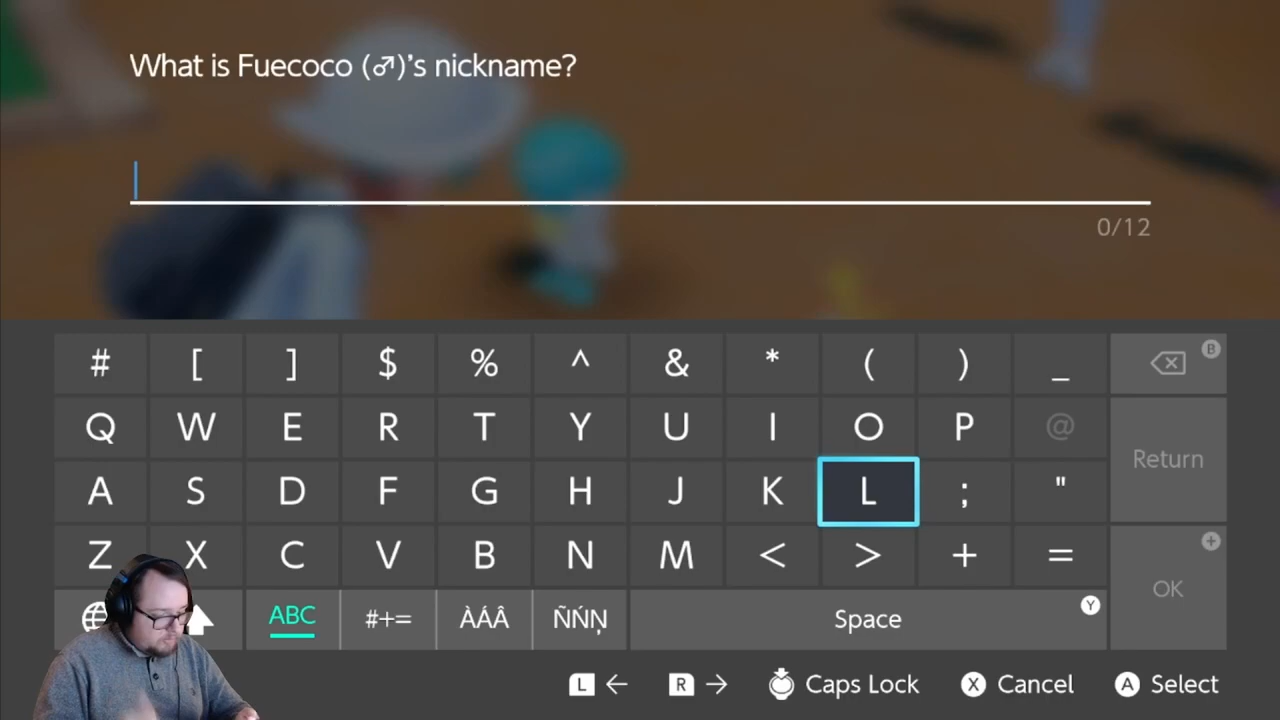 What is Fuecoco (♂)'s nickname?
0/12
# [ ] $ % ^ & * ( ) _ B
Q W E R T Y U I O P @ Return
A S D F G H J K L ; "
Z X C V B N M < > + = + OK
ABC #+= ÀÁÂ ÑŃŅ Space Y
L ← R → Caps Lock X Cancel A Select